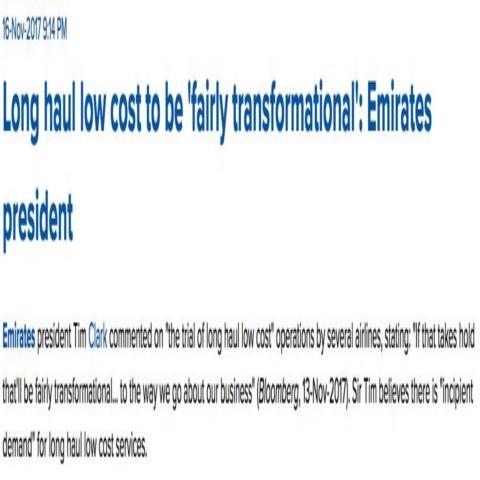 16-Nov-2017 9:14 PM
Long haul low cost to be 'fairly transformational': Emirates
president
Emirates president Tim Clark commented on "the trial of long haul low cost" operations by several airlines, stating: "If that takes hold
that'll be fairly transformational... to the way we go about our business" (Bloomberg, 13-Nov-2017). Sir Tim believes there is "incipient
demand" for long haul low cost services.